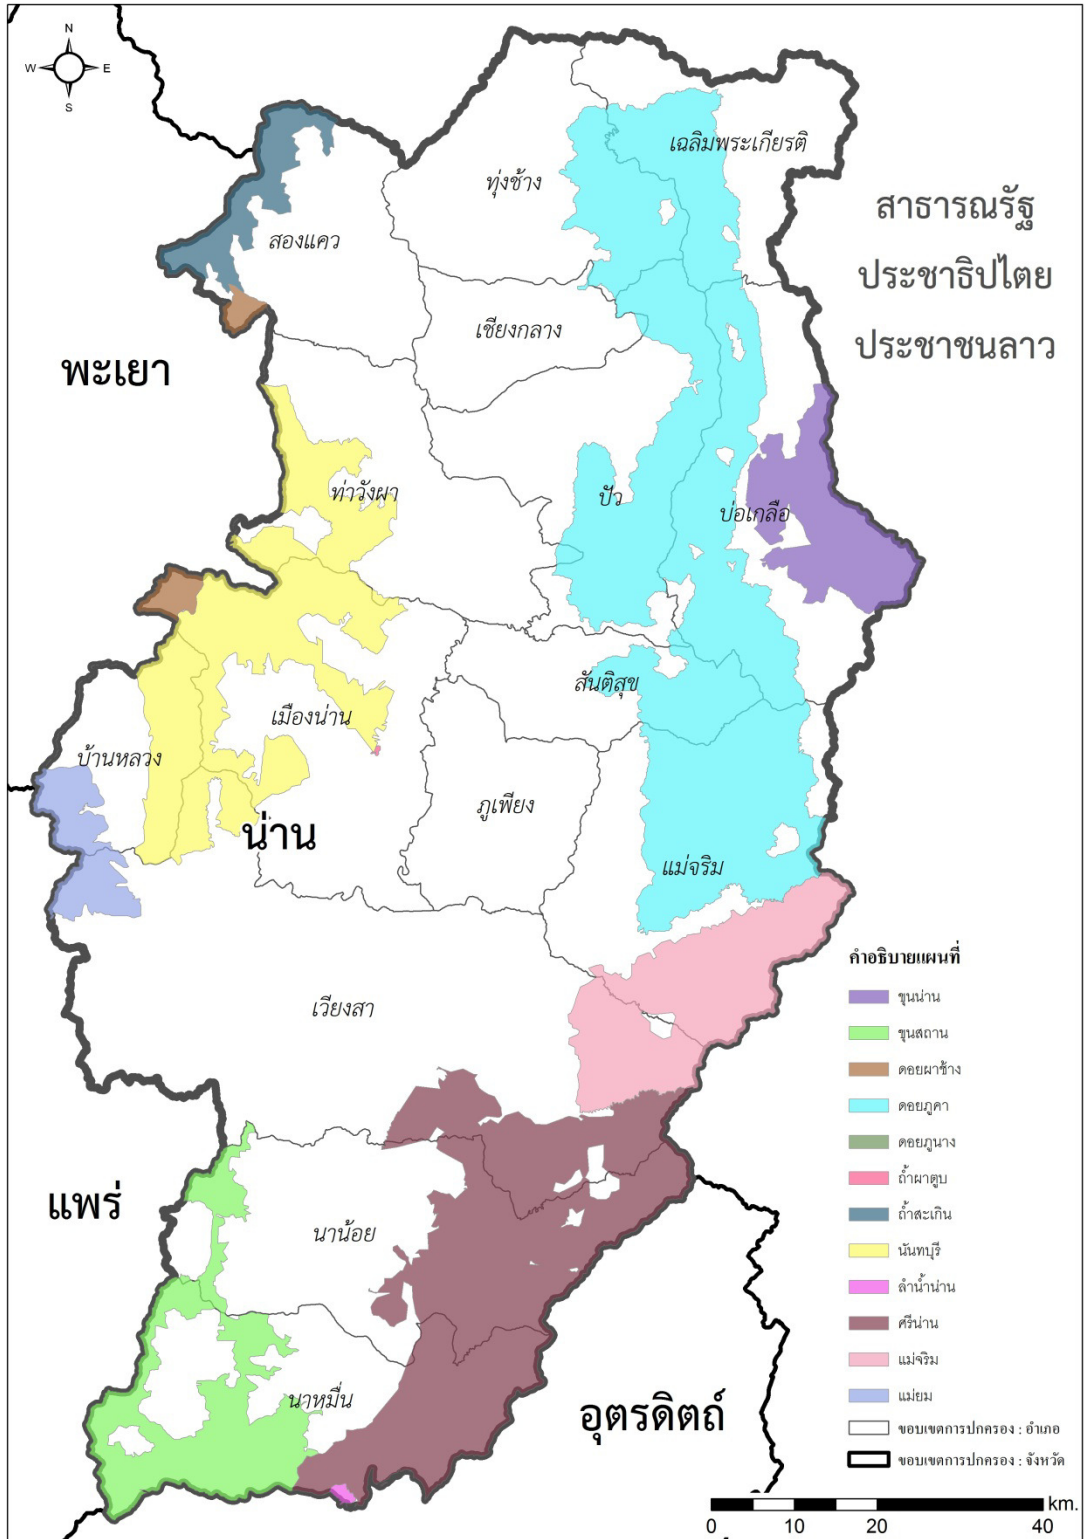 N
W E
S
เฉลิมพระเกียรติ
ทุ่งช้าง
สาธารณรัฐ
ประชาธิปไตย
ประชาชนลาว
สองแคว
เชียงกลาง
พะเยา
ท่าวังผา
ปัว
บ่อเกลือ
สันติสุข
เมืองน่าน
บ้านหลวง
ภูเพียง
น่าน
แม่จริม
เวียงสา
แพร่
นาน้อย
นาหมื่น
อุตรดิตถ์
คำอธิบายแผนที่
ขุนน่าน
ขุนสถาน
ดอยผาช้าง
ดอยภูคา
ดอยภูนาง
ถ้ำผาตูบ
ถ้ำสะเกิน
นันทบุรี
ลำน้ำน่าน
ศรีน่าน
แม่จริม
แม่ยม
ขอบเขตการปกครอง : อำเภอ
ขอบเขตการปกครอง : จังหวัด
km.
0 10 20 40